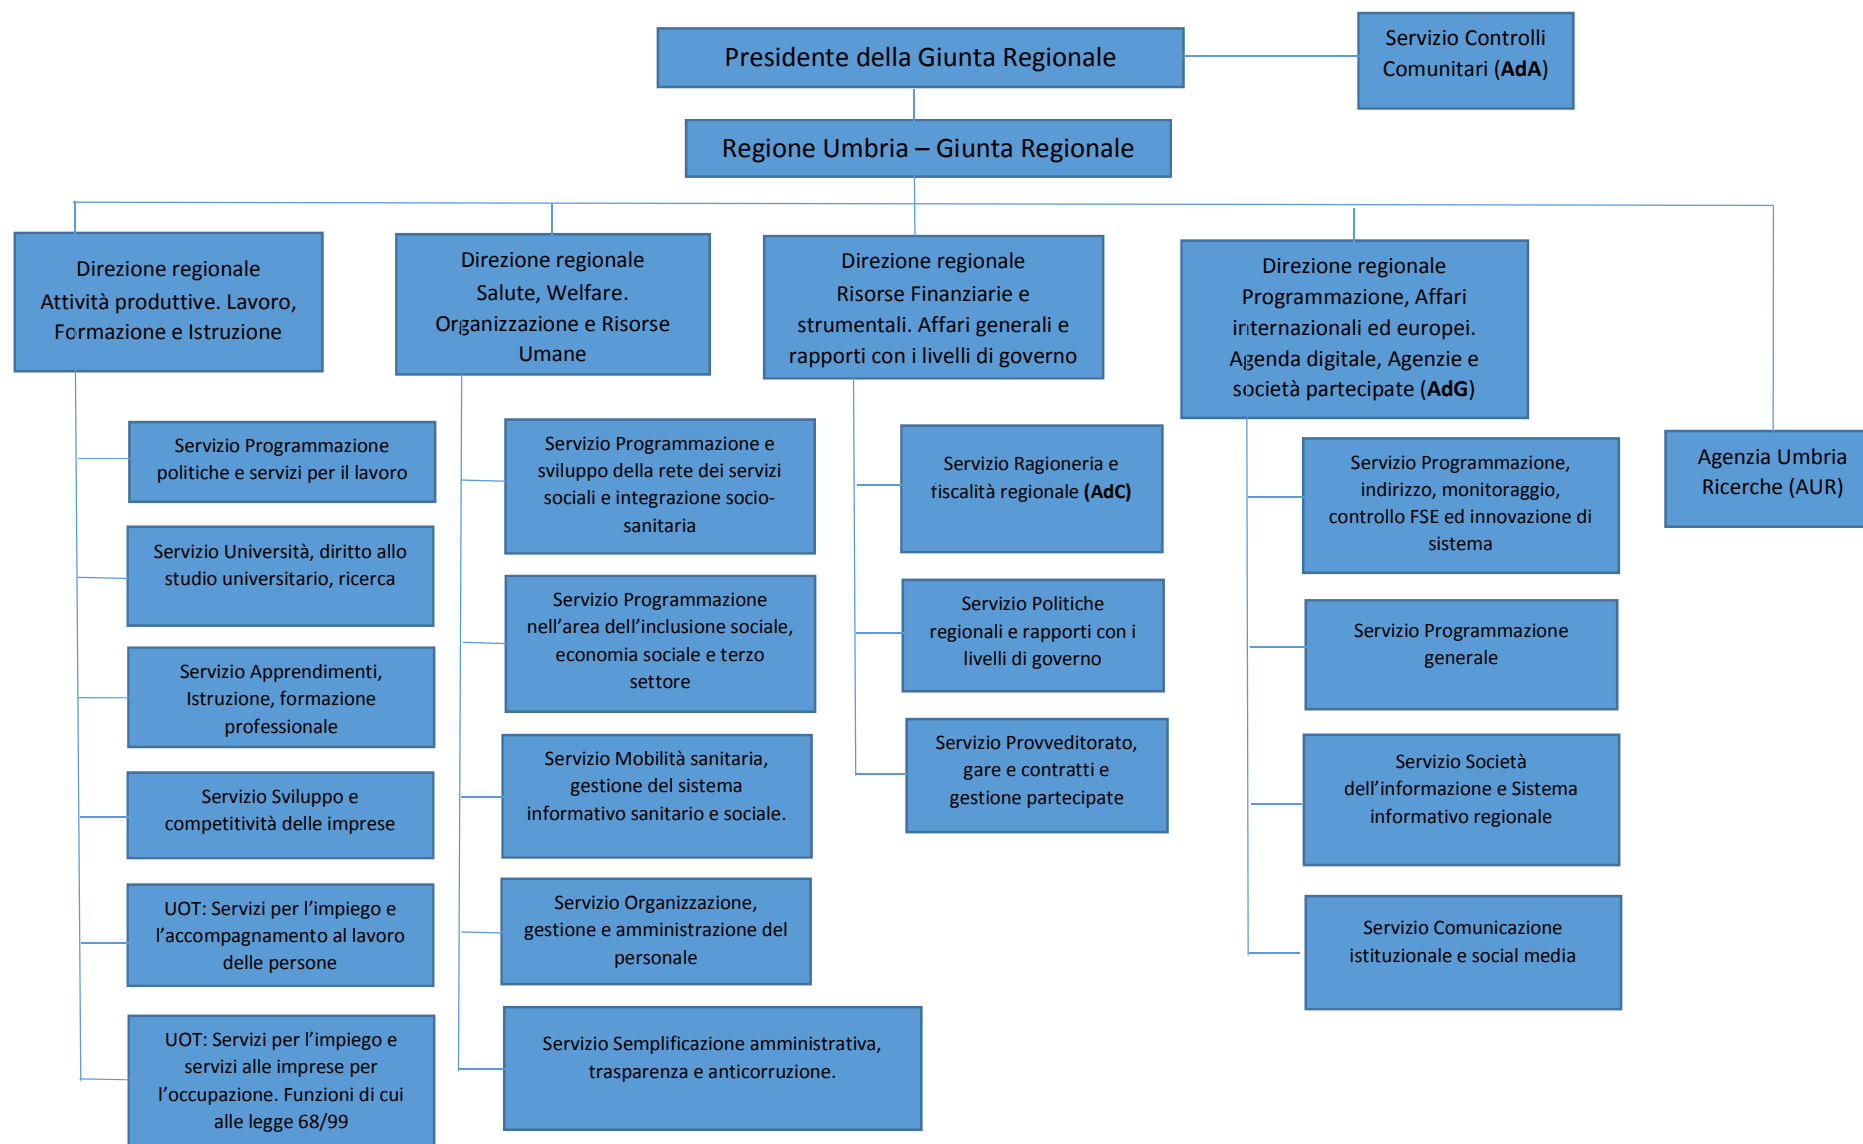 Presidente della Giunta Regionale
Servizio Controlli
Comunitari (AdA)
Regione Umbria – Giunta Regionale
Direzione regionale
Attività produttive. Lavoro,
Formazione e Istruzione
Servizio Programmazione
politiche e servizi per il lavoro
Servizio Università, diritto allo
studio universitario, ricerca
Servizio Apprendimenti,
Istruzione, formazione
professionale
Servizio Sviluppo e
competitività delle imprese
UOT: Servizi per l'impiego e
l'accompagnamento al lavoro
delle persone
UOT: Servizi per l'impiego e
servizi alle imprese per
l'occupazione. Funzioni di cui
alle legge 68/99
Direzione regionale
Salute, Welfare.
Organizzazione e Risorse
Umane
Servizio Programmazione e
sviluppo della rete dei servizi
sociali e integrazione socio-
sanitaria
Servizio Programmazione
nell'area dell'inclusione sociale,
economia sociale e terzo
settore
Servizio Mobilità sanitaria,
gestione del sistema
informativo sanitario e sociale.
Servizio Organizzazione,
gestione e amministrazione del
personale
Servizio Semplificazione amministrativa,
trasparenza e anticorruzione.
Direzione regionale
Risorse Finanziarie e
strumentali. Affari generali e
rapporti con i livelli di governo
Servizio Ragioneria e
fiscalità regionale (AdC)
Servizio Politiche
regionali e rapporti con i
livelli di governo
Servizio Provveditorato,
gare e contratti e
gestione partecipate
Direzione regionale
Programmazione, Affari
internazionali ed europei.
Agenda digitale, Agenzie e
società partecipate (AdG)
Servizio Programmazione,
indirizzo, monitoraggio,
controllo FSE ed innovazione di
sistema
Servizio Programmazione
generale
Servizio Società
dell'informazione e Sistema
informativo regionale
Servizio Comunicazione
istituzionale e social media
Agenzia Umbria
Ricerche (AUR)